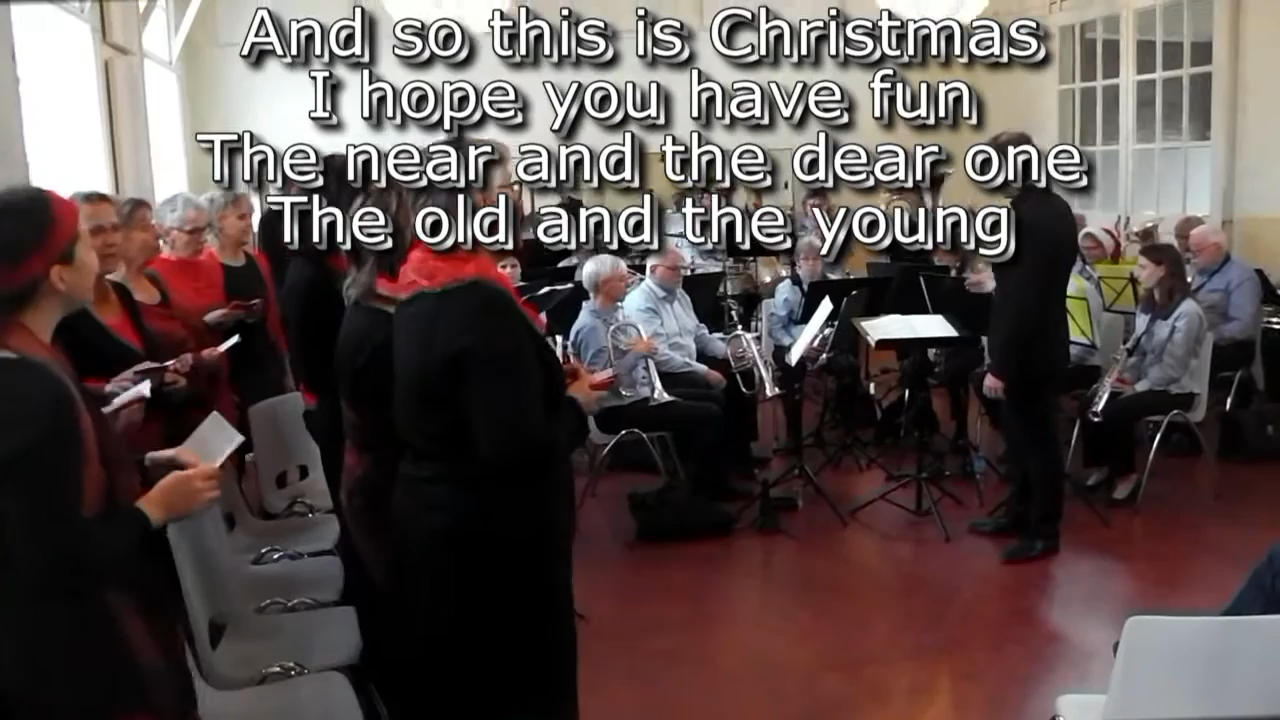 And so this is Christmas
I hope you have fun
The near and the dear one
The old and the young